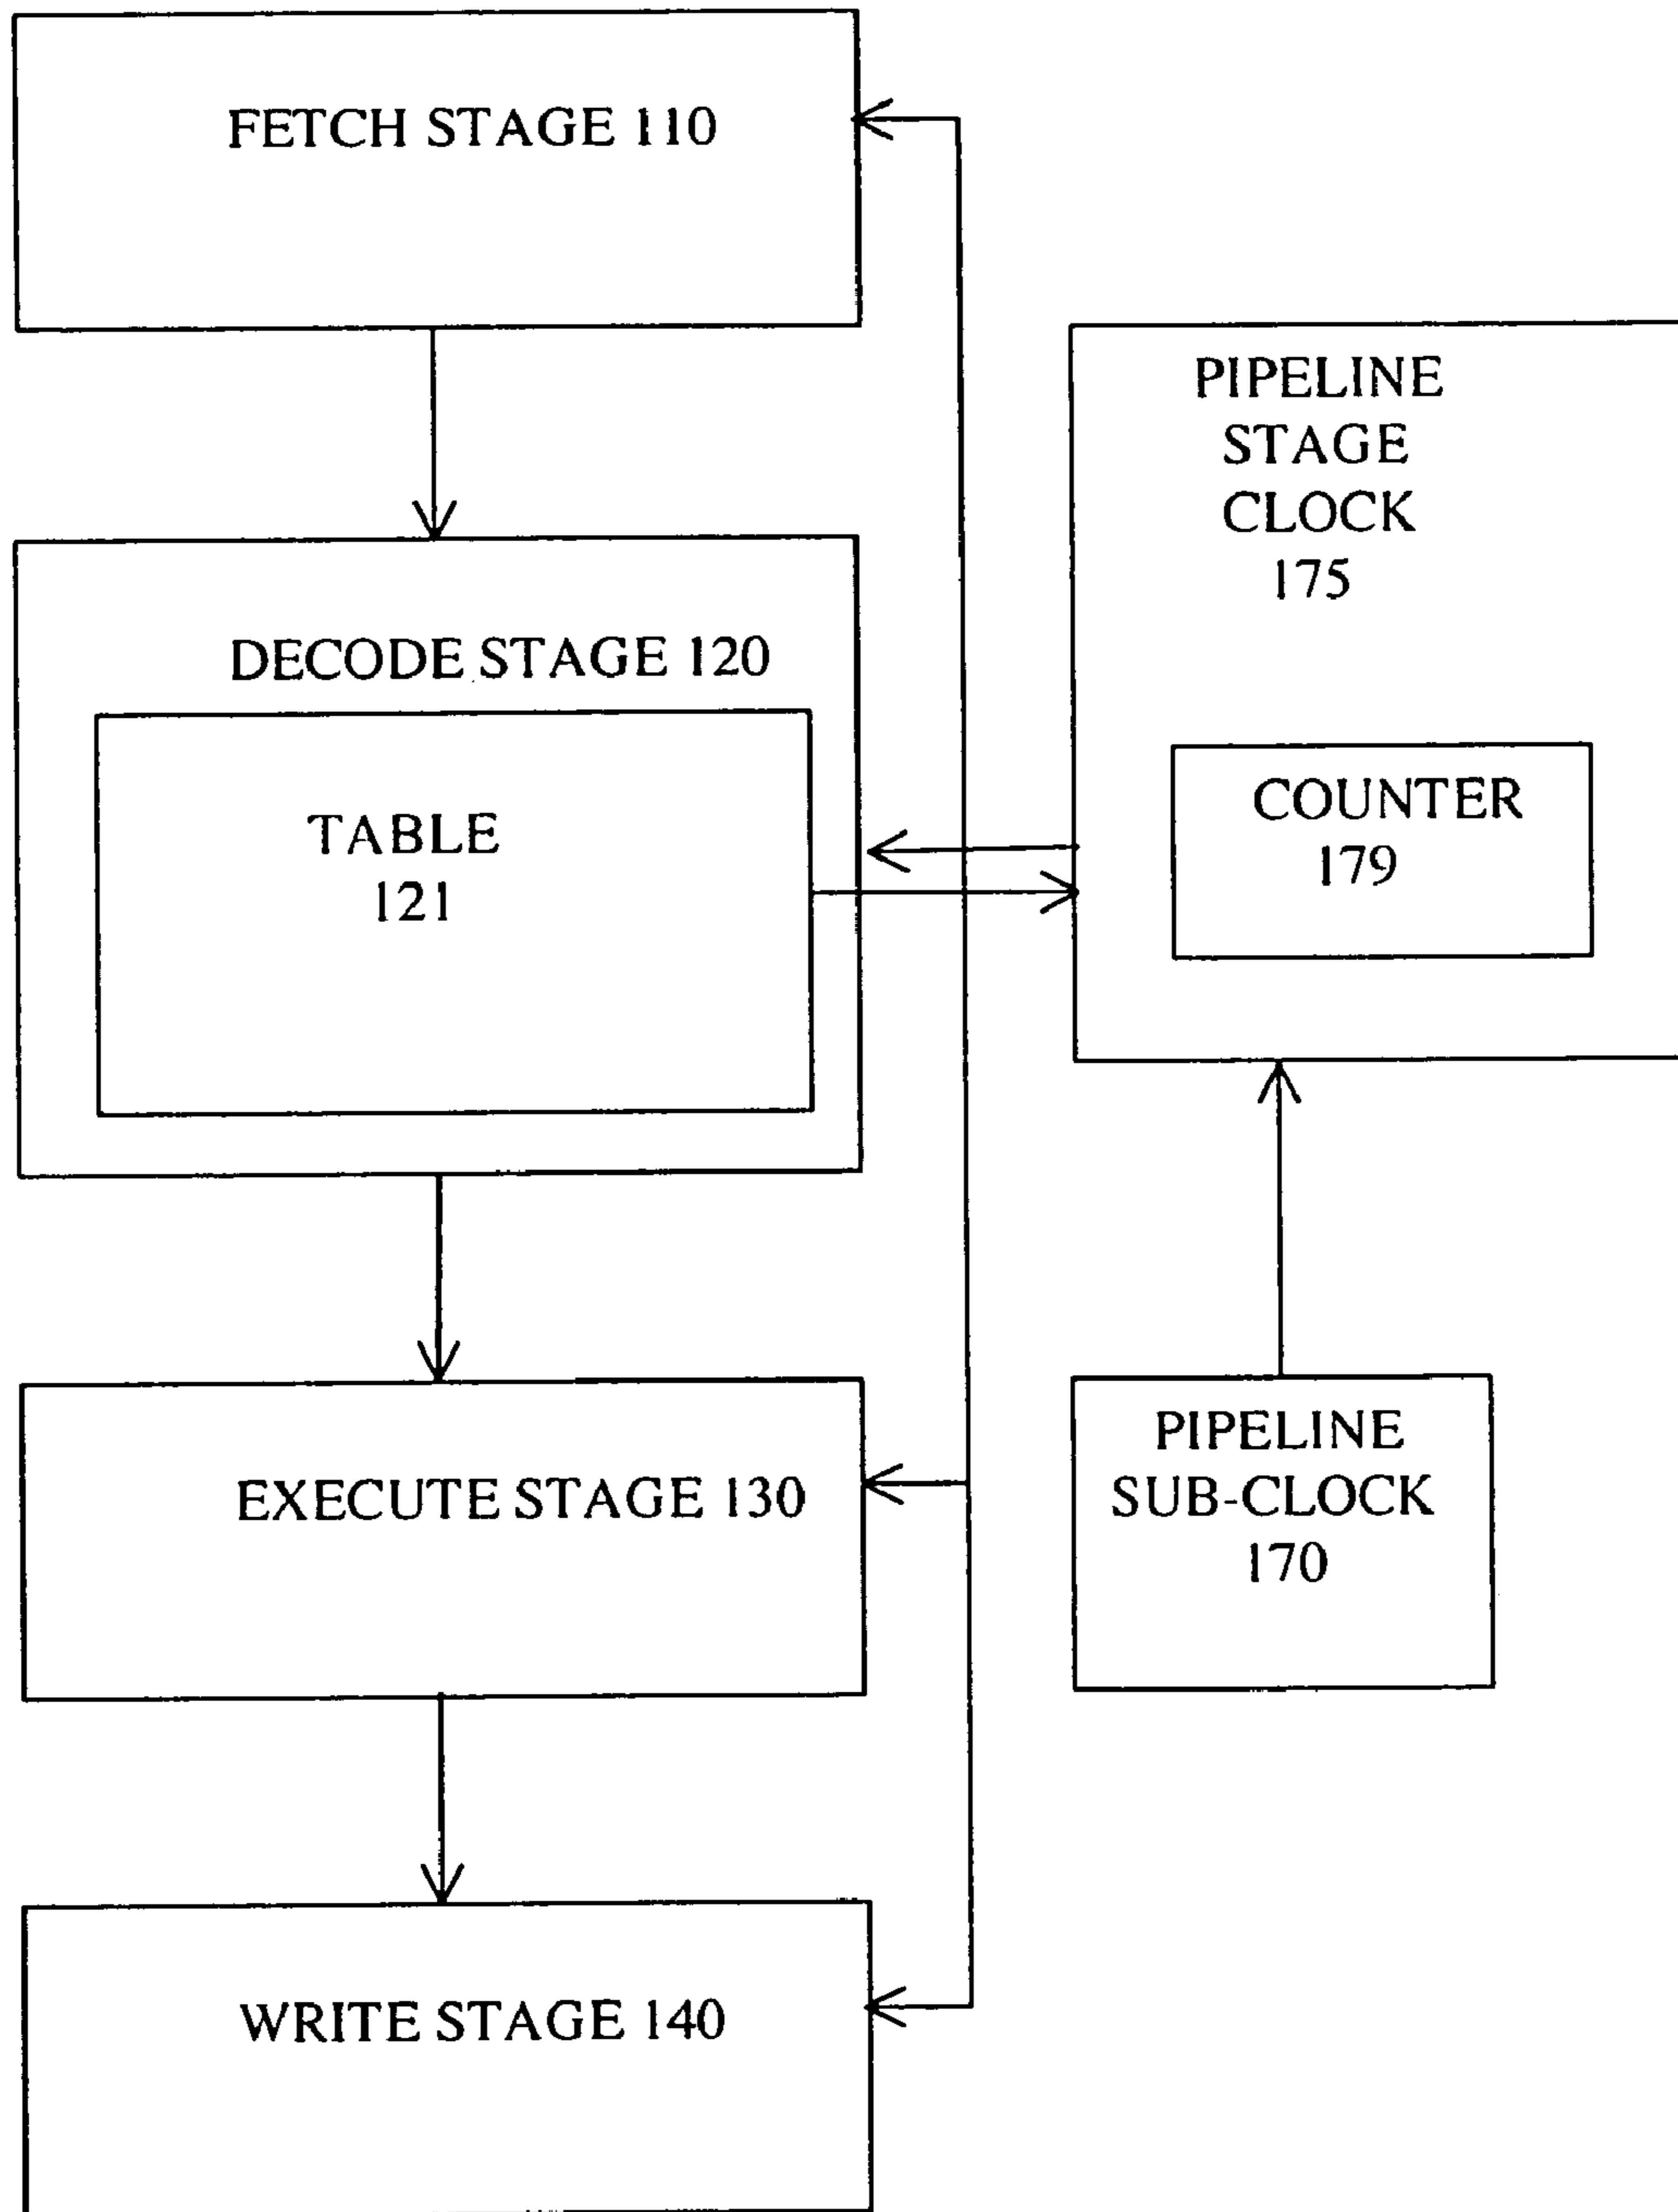 FETCH STAGE 110
PIPELINE
STAGE
CLOCK
175
DECODE STAGE 120
TABLE
121
COUNTER
179
EXECUTE STAGE 130
PIPELINE
SUB-CLOCK
170
WRITE STAGE 140